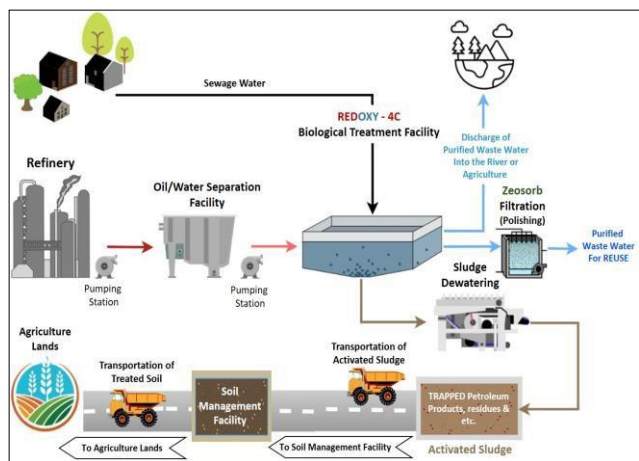 Sewage Water
REDOXY - 4C
Biological Treatment Facility
Discharge of
Purified Waste Water
Into the River or
Agriculture
Refinery
Oil/Water Separation
Facility
Zeosorb
Filtration
(Polishing)
Purified
Waste Water
For REUSE
Pumping
Station
Pumping
Station
Sludge
Dewatering
Agriculture
Lands
Transportation of
Treated Soil
Soil
Management
Facility
Transportation of
Activated Sludge
TRAPPED Petroleum
Products, residues &
etc.
To Agriculture Lands
To Soil Management Facility
Activated Sludge